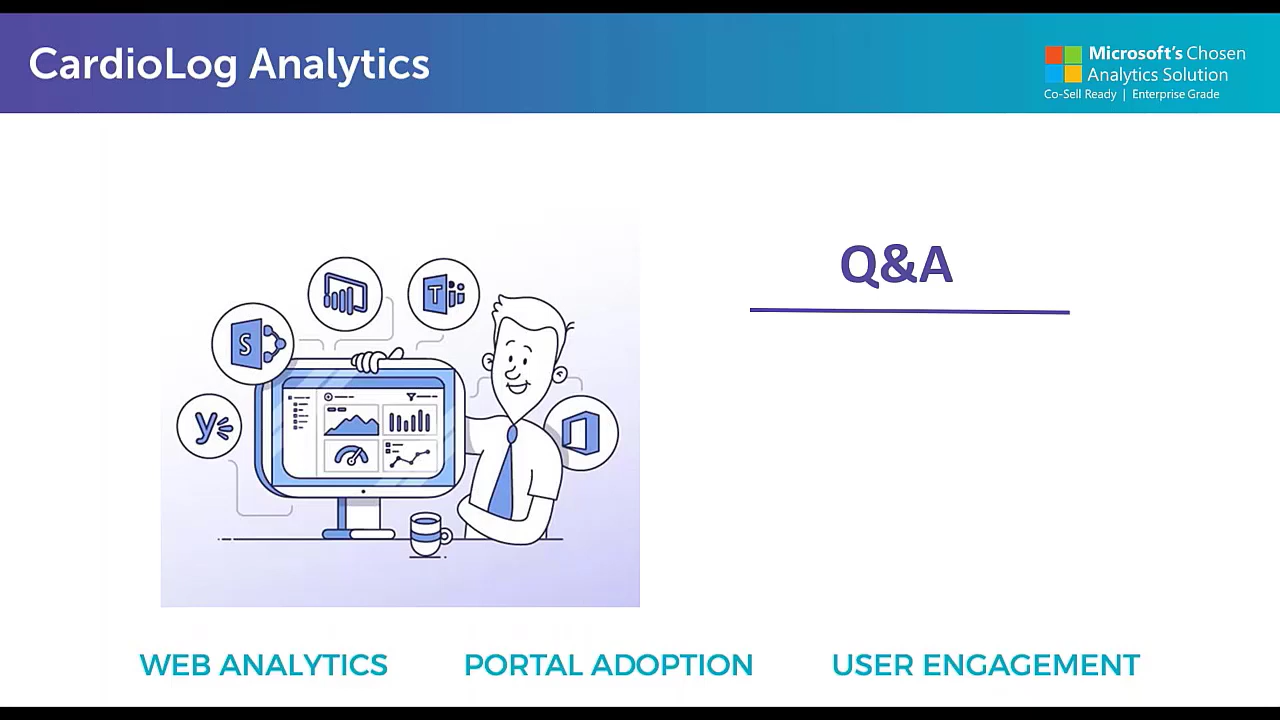 CardioLog Analytics
Microsoft's Chosen
Analytics Solution
Co-Sell Ready | Enterprise Grade
Q&A
T
S
y
WEB ANALYTICS PORTAL ADOPTION USER ENGAGEMENT